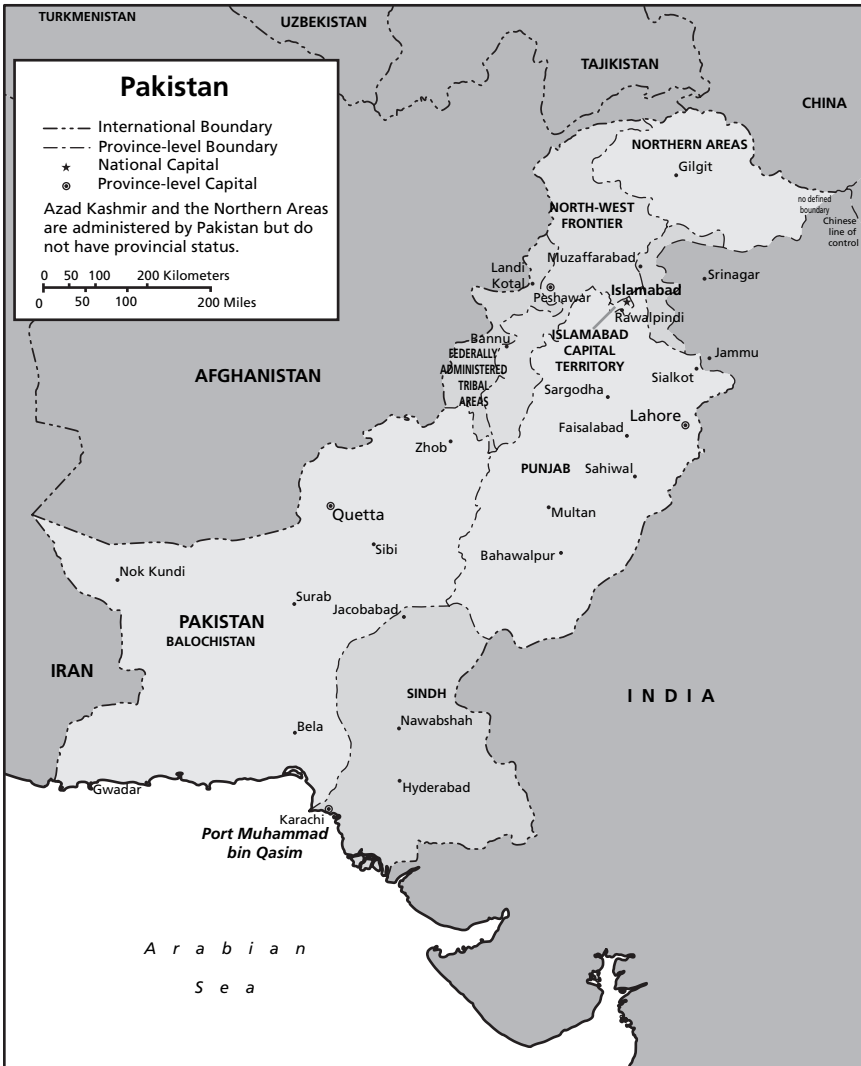 TURKMENISTAN
UZBEKISTAN
TAJIKISTAN
CHINA
Pakistan
International Boundary
Province-level Boundary
National Capital
Province-level Capital
Azad Kashmir and the Northern Areas
are administered by Pakistan but do
not have provincial status.
0 50 100 200 Kilometers
0 50 100 200 Miles
NORTHERN AREAS
Gilgit
no defined
boundary
Chinese
line of
control
NORTH-WEST
FRONTIER
Muzaffarabad
Landi
Kotal
Srinagar
Peshawar
Islamabad
Rawalpindi
Bannu
ISLAMABAD
CAPITAL
TERRITORY
FEDERALLY
ADMINISTERED
TRIBAL
AREAS
Jammu
Sialkot
AFGHANISTAN
Sargodha
Lahore
Faisalabad
Zhob
PUNJAB
Sahiwal
Quetta
Multan
Sibi
Bahawalpur
Nok Kundi
Surab
Jacobabad
PAKISTAN
BALOCHISTAN
IRAN
SINDH
INDIA
Nawabshah
Bela
Gwadar
Hyderabad
Karachi
Port Muhammad
bin Qasim
Arabian
Sea